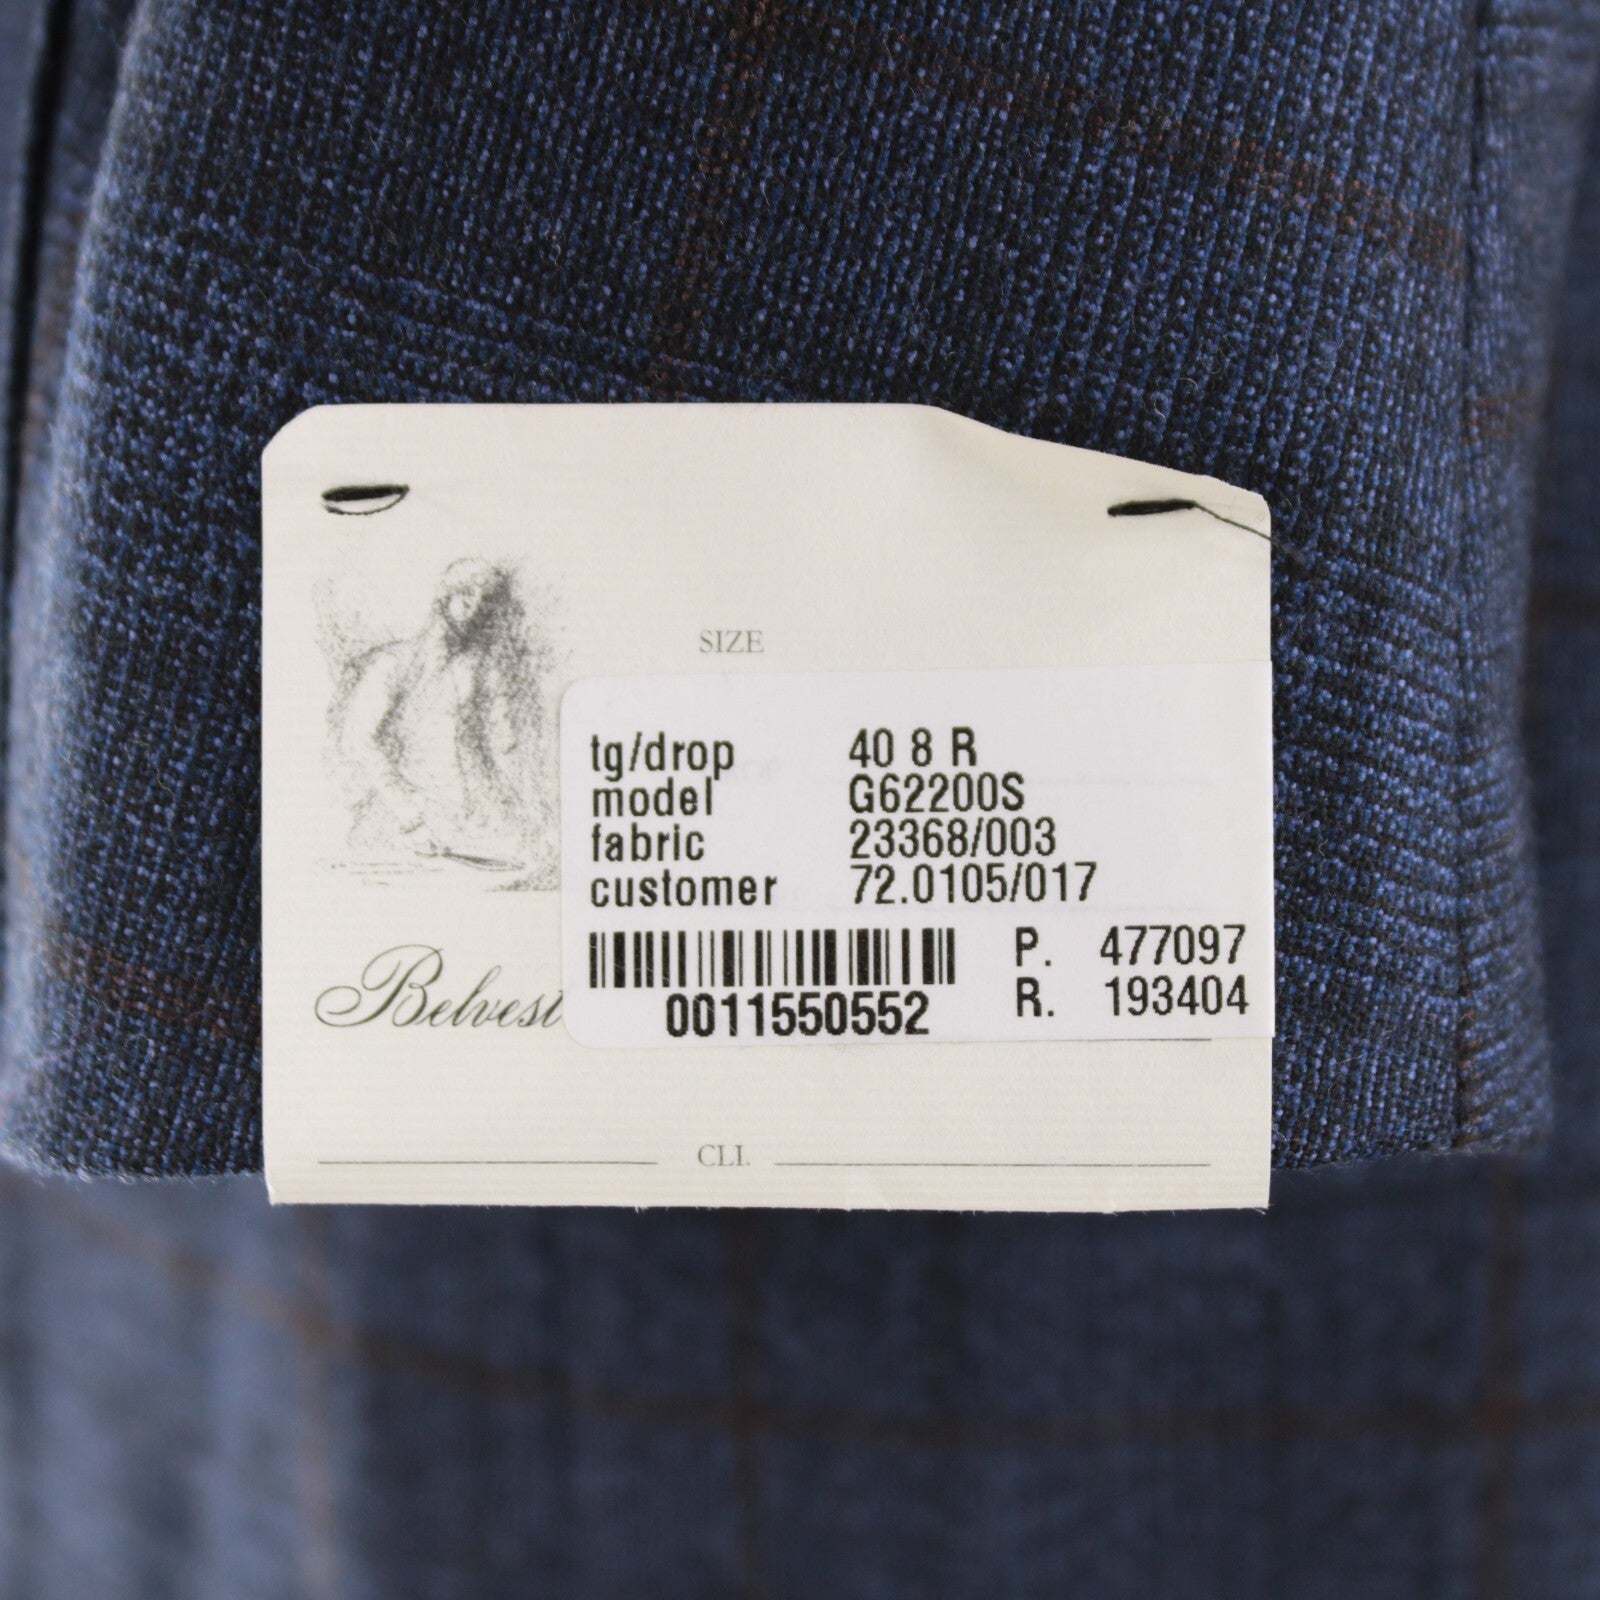 SIZE
tg/drop 40 8 R
model G62200S
fabric 23368/003
customer 72.0105/017
P. 477097
0011550552 R. 193404
Belvest
CLI.